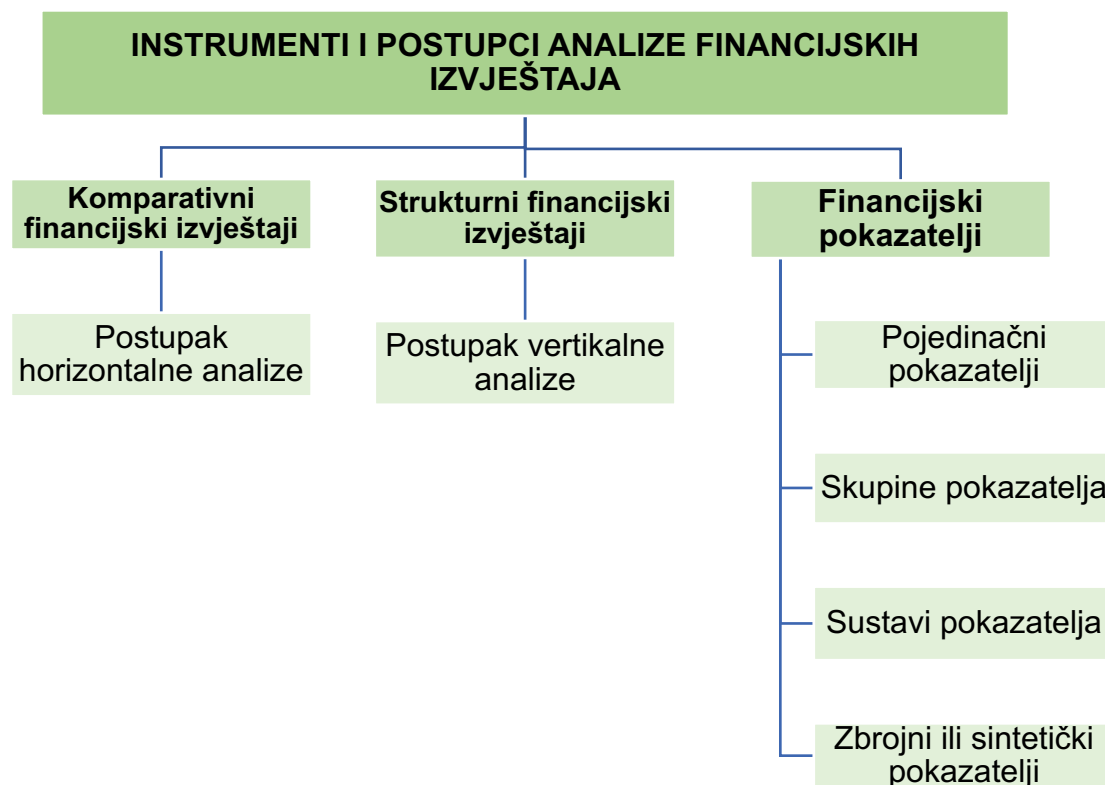 INSTRUMENTI I POSTUPCI ANALIZE FINANCIJSKIH
IZVJEŠTAJA
Komparativni
financijski izvještaji
Postupak
horizontalne analize
Strukturni financijski
izvještaji
Postupak vertikalne
analize
Financijski
pokazatelji
Pojedinačni
pokazatelji
Skupine pokazatelja
Sustavi pokazatelja
Zbrojni ili sintetički
pokazatelji